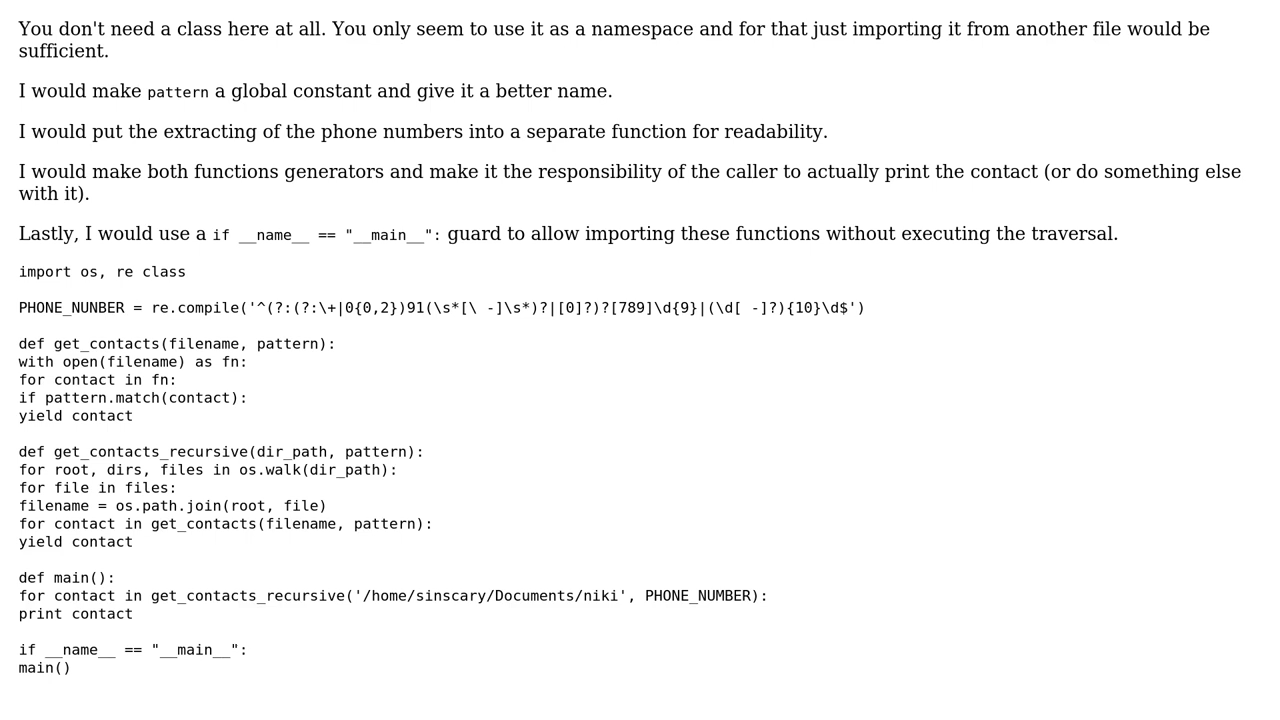 You don't need a class here at all. You only seem to use it as a namespace and for that just importing it from another file would be
sufficient.
I would make pattern a global constant and give it a better name.
I would put the extracting of the phone numbers into a separate function for readability.
I would make both functions generators and make it the responsibility of the caller to actually print the contact (or do something else
with it).
Lastly, I would use a if __name__ == "__main__": guard to allow importing these functions without executing the traversal.
import os, re class
PHONE_NUNBER = re.compile('^(?:(?:\+|0{0,2})91(\s*[\ -]\s*)?|[0]?)?[789]\d{9}|(\d[ -]?){10}\d$')
def get_contacts(filename, pattern):
with open(filename) as fn:
for contact in fn:
if pattern.match(contact):
yield contact
def get_contacts_recursive(dir_path, pattern):
for root, dirs, files in os.walk(dir_path):
for file in files:
filename = os.path.join(root, file)
for contact in get_contacts(filename, pattern):
yield contact
def main():
for contact in get_contacts_recursive('/home/sinscary/Documents/niki', PHONE_NUMBER):
print contact
if __name__ == "__main__":
main()